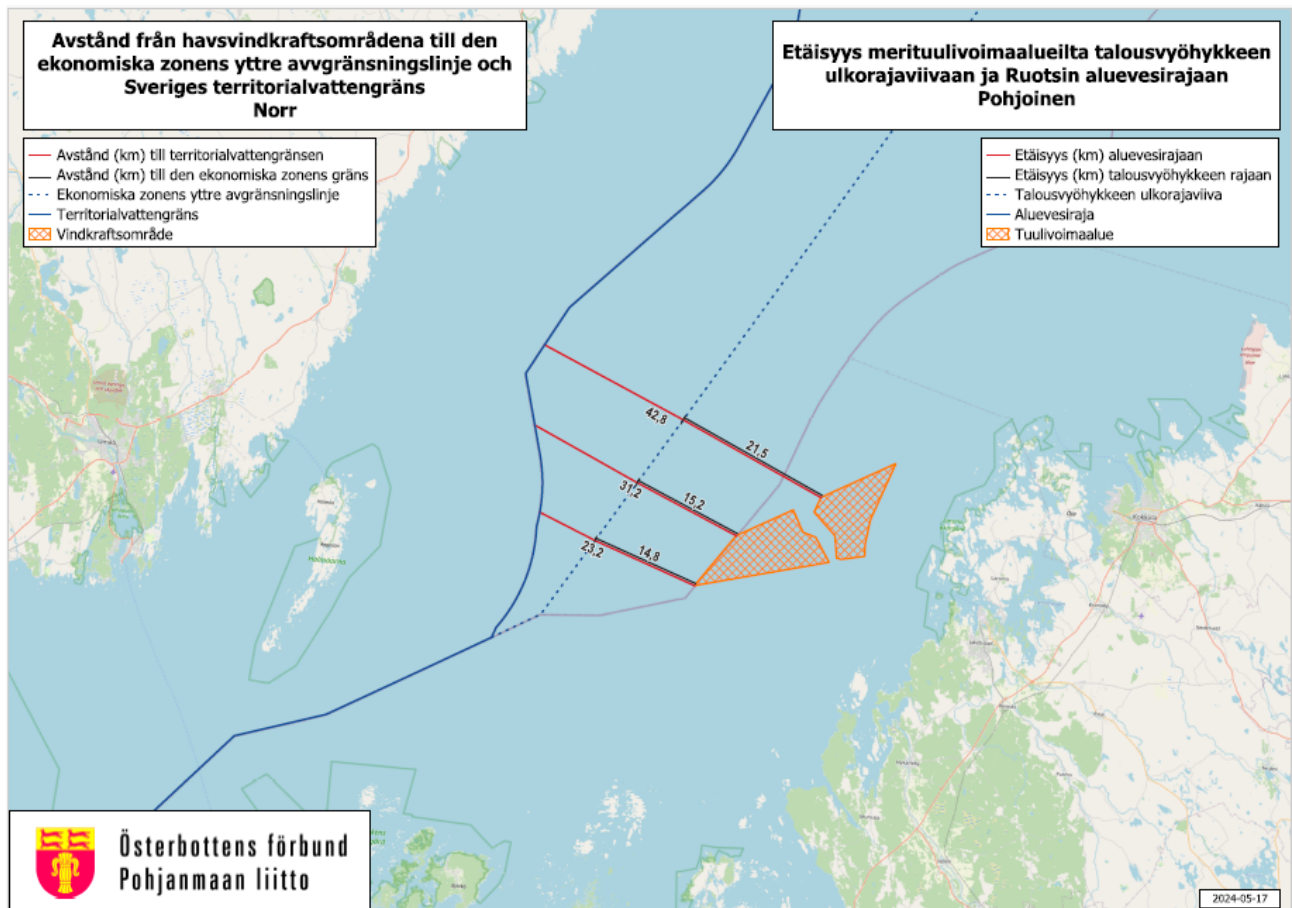 Avstånd från havsvindkraftsområdena till den
ekonomiska zonens yttre avvgränsningslinje och
Sveriges territorialvattengräns
Norr
Etäisyys merituulivoimaalueilta talousvyöhykkeen
ulkorajaviivaan ja Ruotsin aluevesirajaan
Pohjoinen
Avstånd (km) till territorialvattengränsen
Avstånd (km) till den ekonomiska zonens gräns
Ekonomiska zonens yttre avgränsningslinje
Territorialvattengräns
Vindkraftsområde
Etäisyys (km) aluevesirajaan
Etäisyys (km) talousvyöhykkeen rajaan
Talousvyöhykkeen ulkorajaviiva
Aluevesiraja
Tuulivoimaalue
42,8
21,5
31,2
15,2
23,2
14,8
Kokkola
Österbottens förbund
Pohjanmaan liitto
2024-05-17